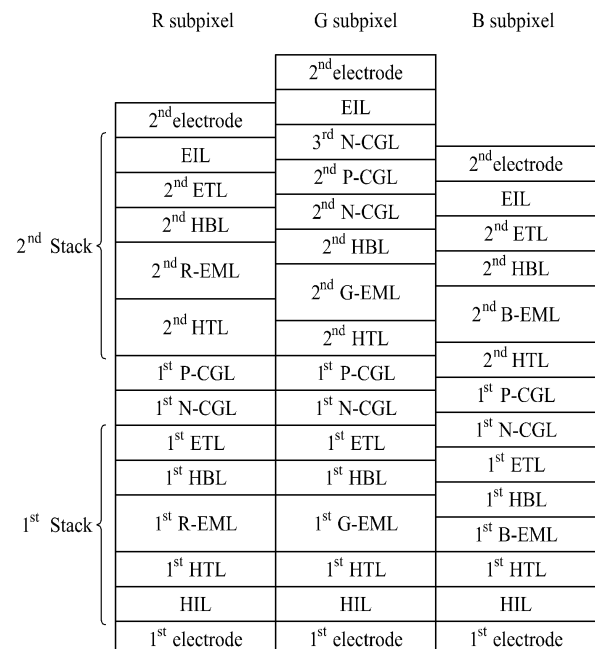 R subpixel
G subpixel
B subpixel
2nd electrode
EIL
2nd ETL
2nd HBL
2nd R-EML
2nd HTL
1st P-CGL
1st N-CGL
1st ETL
1st HBL
1st R-EML
1st HTL
HIL
1st electrode
2nd electrode
EIL
3rd N-CGL
2nd P-CGL
2nd N-CGL
2nd HBL
2nd G-EML
2nd HTL
1st P-CGL
1st N-CGL
1st ETL
1st HBL
1st G-EML
1st HTL
HIL
1st electrode
2nd electrode
EIL
2nd ETL
2nd HBL
2nd B-EML
2nd HTL
1st P-CGL
1st N-CGL
1st ETL
1st HBL
1st B-EML
1st HTL
HIL
1st electrode
2nd Stack
1st Stack